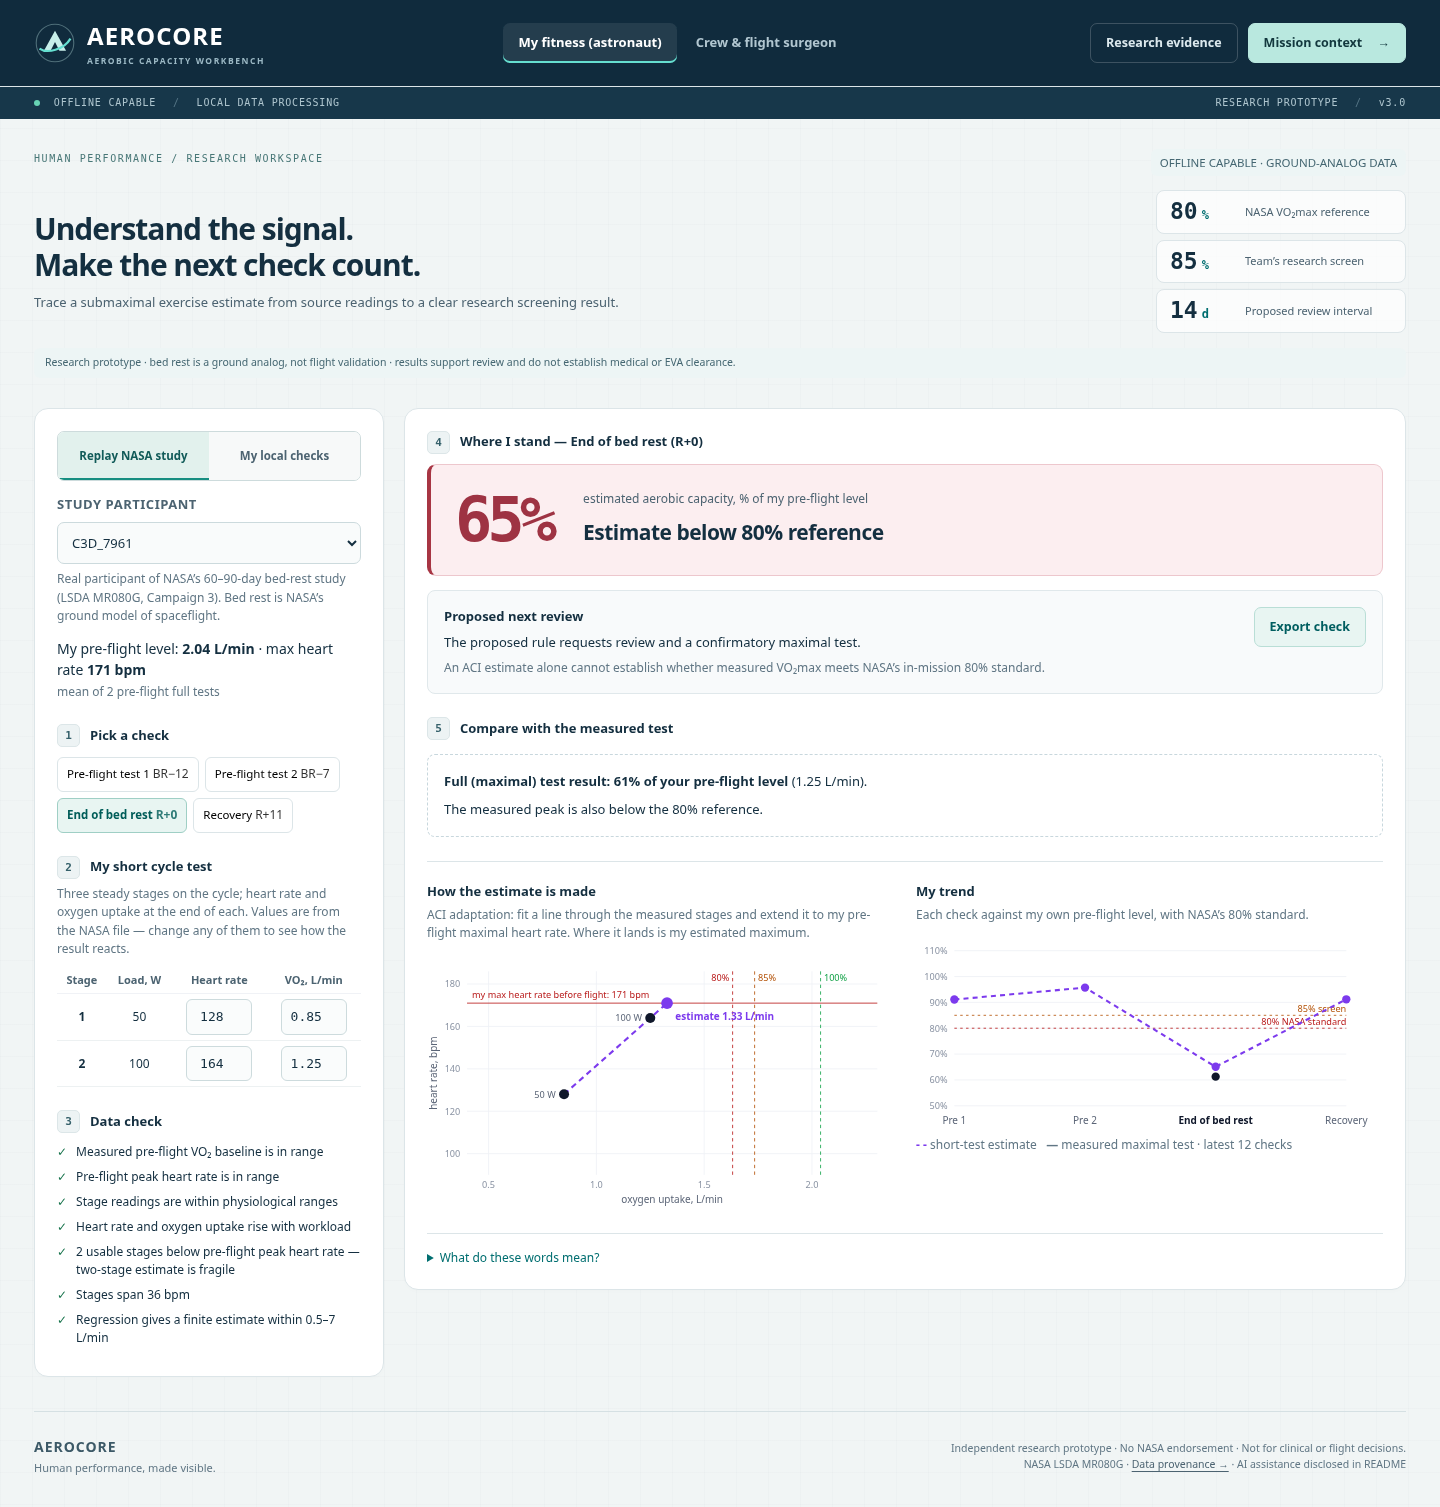 AEROCORE
AEROBIC CAPACITY WORKBENCH
My fitness (astronaut)
Crew & flight surgeon
Research evidence
Mission context →
OFFLINE CAPABLE / LOCAL DATA PROCESSING
RESEARCH PROTOTYPE / v3.0
HUMAN PERFORMANCE / RESEARCH WORKSPACE
OFFLINE CAPABLE · GROUND-ANALOG DATA
80 % NASA VO₂max reference
85 % Team's research screen
14 d Proposed review interval
Understand the signal.
Make the next check count.
Trace a submaximal exercise estimate from source readings to a clear research screening result.
Research prototype · bed rest is a ground analog, not flight validation · results support review and do not establish medical or EVA clearance.
Replay NASA study
My local checks
STUDY PARTICIPANT
C3D_7961
Real participant of NASA's 60–90-day bed-rest study
(LSDA MR080G, Campaign 3). Bed rest is NASA's
ground model of spaceflight.
My pre-flight level: 2.04 L/min · max heart
rate 171 bpm
mean of 2 pre-flight full tests
1 Pick a check
Pre-flight test 1 BR−12
Pre-flight test 2 BR−7
End of bed rest R+0
Recovery R+11
2 My short cycle test
Three steady stages on the cycle; heart rate and
oxygen uptake at the end of each. Values are from
the NASA file — change any of them to see how the
result reacts.
Stage Load, W Heart rate VO₂, L/min
1 50 128 0.85
2 100 164 1.25
3 Data check
✓ Measured pre-flight VO₂ baseline is in range
✓ Pre-flight peak heart rate is in range
✓ Stage readings are within physiological ranges
✓ Heart rate and oxygen uptake rise with workload
✓ 2 usable stages below pre-flight peak heart rate —
two-stage estimate is fragile
✓ Stages span 36 bpm
✓ Regression gives a finite estimate within 0.5–7
L/min
4 Where I stand — End of bed rest (R+0)
65%
estimated aerobic capacity, % of my pre-flight level
Estimate below 80% reference
Proposed next review
The proposed rule requests review and a confirmatory maximal test.
An ACI estimate alone cannot establish whether measured VO₂max meets NASA's in-mission 80% standard.
Export check
5 Compare with the measured test
Full (maximal) test result: 61% of your pre-flight level (1.25 L/min).
The measured peak is also below the 80% reference.
How the estimate is made
ACI adaptation: fit a line through the measured stages and extend it to my pre-
flight maximal heart rate. Where it lands is my estimated maximum.
80% 85% 100%
180
my max heart rate before flight: 171 bpm
100 W
estimate 1.33 L/min
160
140
50 W
120
100
heart rate, bpm
0.5 1.0 1.5 2.0
oxygen uptake, L/min
My trend
Each check against my own pre-flight level, with NASA's 80% standard.
110%
100%
90%
85% screen
80% NASA standard
80%
70%
60%
50%
Pre 1 Pre 2 End of bed rest Recovery
- - short-test estimate — measured maximal test · latest 12 checks
▶ What do these words mean?
AEROCORE
Human performance, made visible.
Independent research prototype · No NASA endorsement · Not for clinical or flight decisions.
NASA LSDA MR080G · Data provenance → · AI assistance disclosed in README